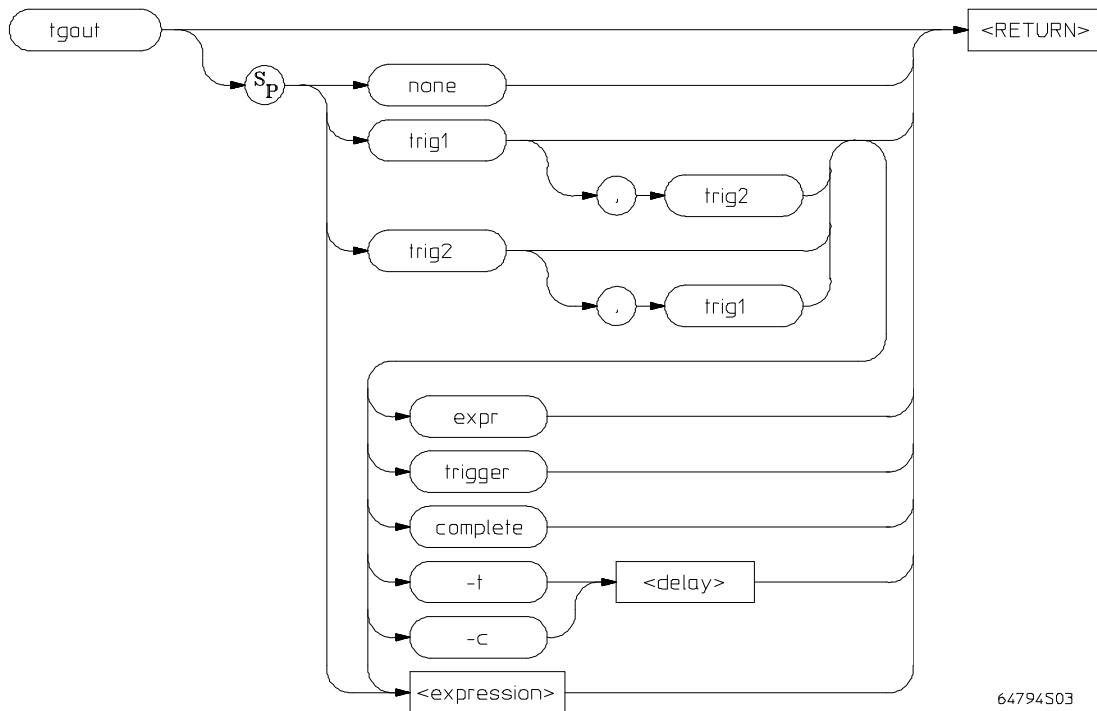 tgout
<RETURN>
SP
none
trig1
, trig2
trig2
, trig1
expr
trigger
complete
-t
<delay>
-c
<expression>
64794S03